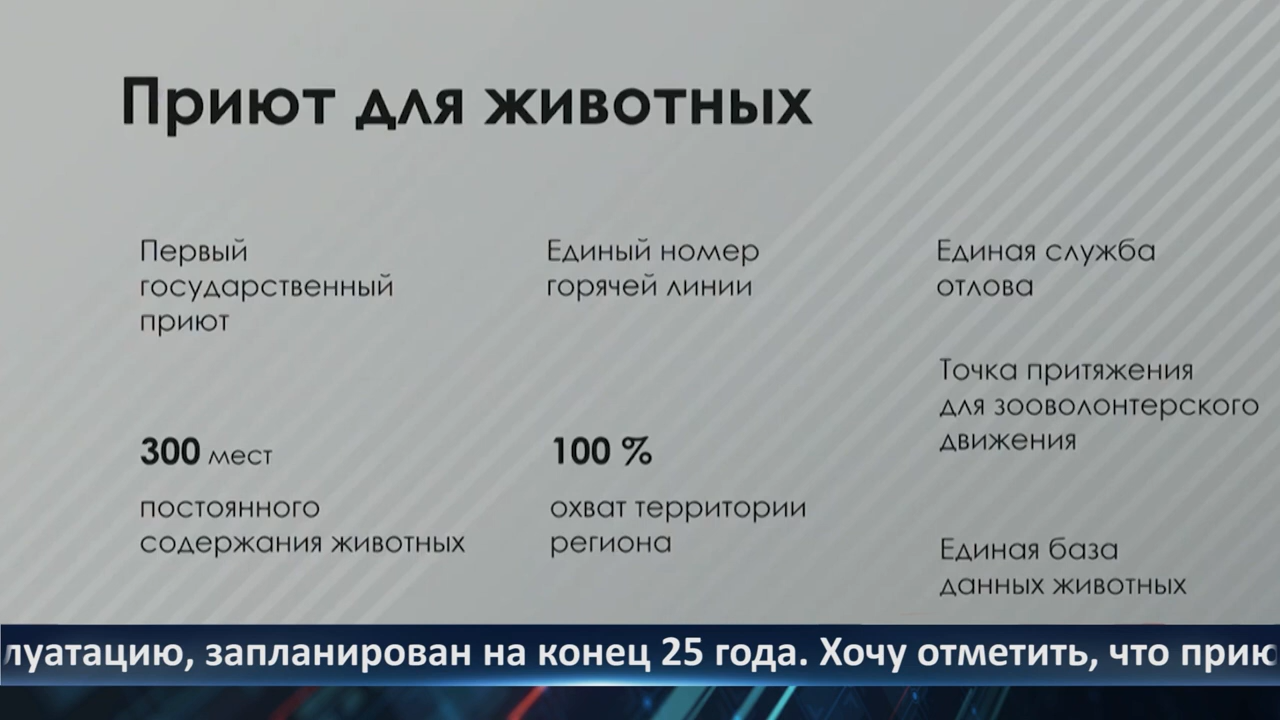 Приют для животных
Первый
государственный
приют
300 мест
постоянного
содержания животных
Единый номер
горячей линии
100 %
охват территории
региона
Единая служба
отлова
Точка притяжения
для зооволонтерского
движения
Единая база
данных животных
луатацию, запланирован на конец 25 года. Хочу отметить, что прию